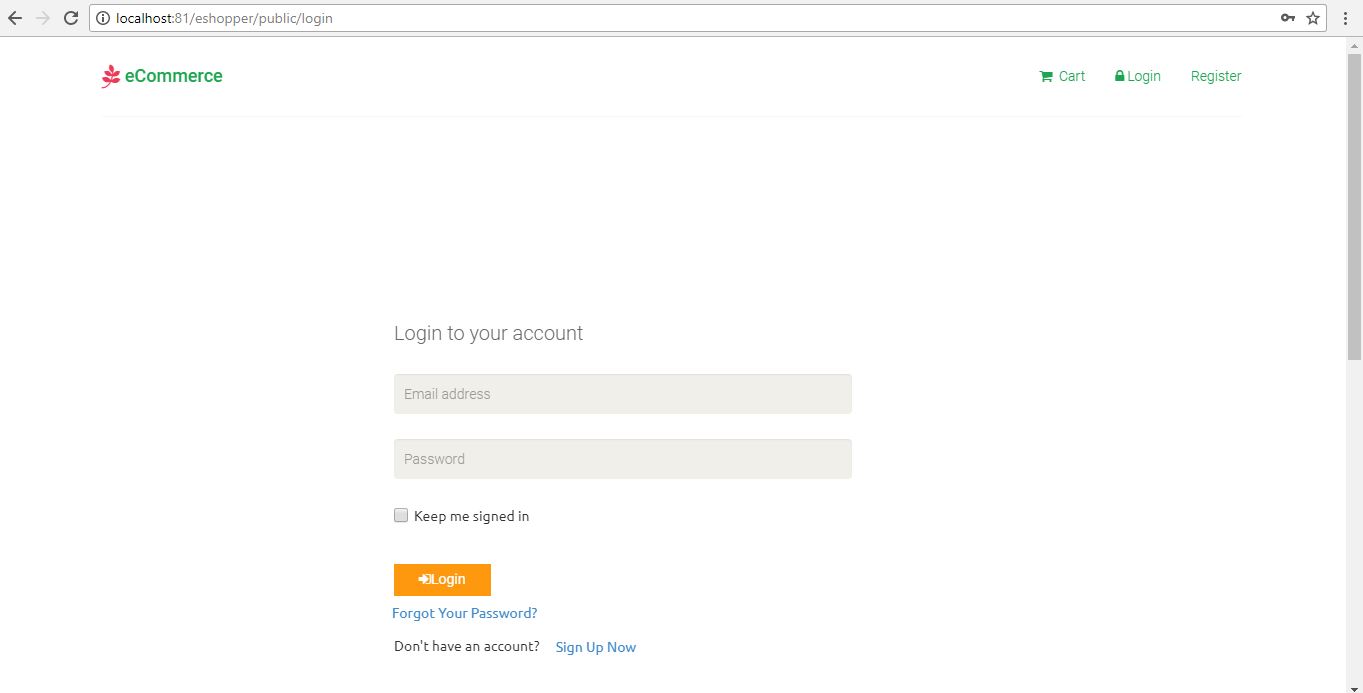 localhost:81/eshopper/public/login
eCommerce Cart Login Register
Login to your account
Email address
Password
Keep me signed in
Login
Forgot Your Password?
Don't have an account? Sign Up Now